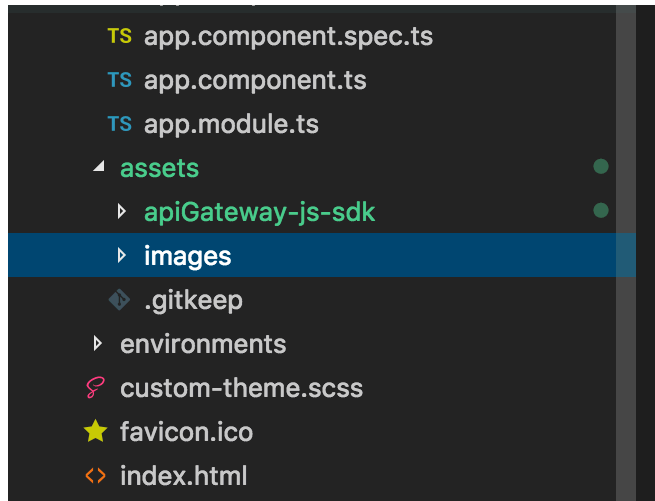 TS app.component.spec.ts
TS app.component.ts
TS app.module.ts
assets
apiGateway-js-sdk
images
.gitkeep
environments
custom-theme.scss
favicon.ico
<> index.html